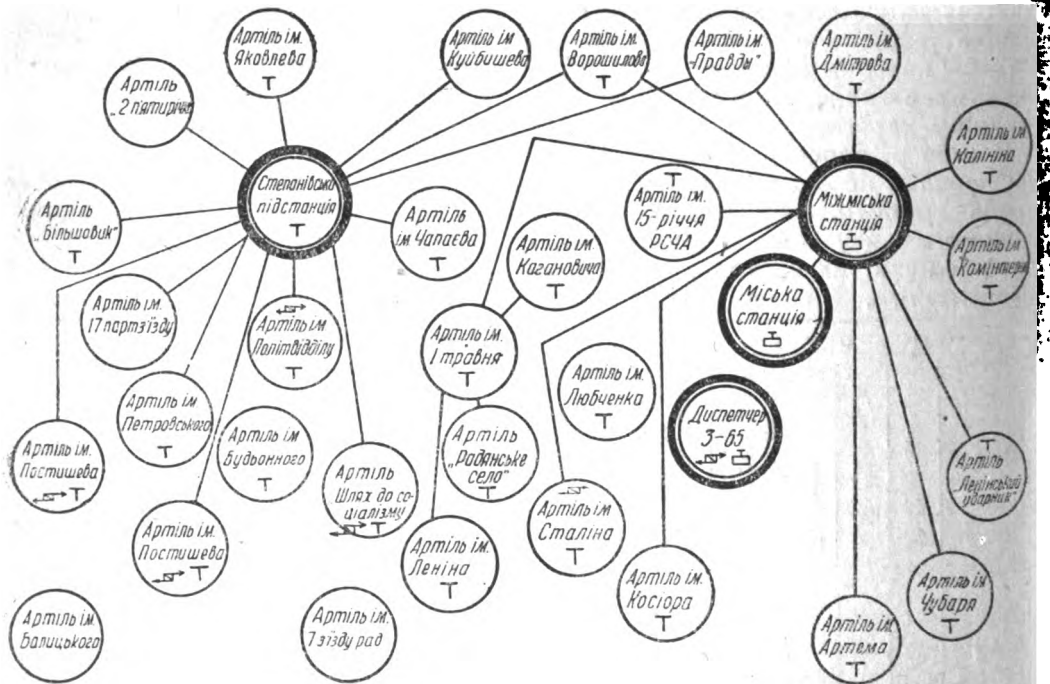 Артіль ім.
Яковлева
Артіль ім
Куйбишева
Артіль ім.
Ворошилова
Артіль ім.
„Правды"
Артіль ім.
Дмітрова
Артіль
„2 п'ятирічка
Артіль ім
Калініна
Степанівська
підстанція
Артіль
„Більшовик"
Артіль
ім Чапаєва
Артіль ім.
15-річчя
РСЧА
Міжміська
станція
Артіль ім.
Комінтерна
Артіль ім.
Кагановича
Артіль ім.
17 партз'їзду
Артіль ім
Політвідділу
Артіль ім.
1 травня
Міська
станція
Артіль ім.
Любченка
Артіль ім.
Петровського
Артіль ім
Будьонного
Артіль
„Радянське
село"
Диспетчер
3-65
Артіль ім.
Постишева
Артіль
Шлях до со-
ціалізму
Артіль
„Ленінський
ударник"
Артіль ім
Сталіна
Артіль ім.
Постишева
Артіль ім.
Леніна
Артіль ім.
Косіора
Артіль ім
Чубаря
Артіль ім.
Балицького
Артіль ім.
7 з'їзду рад
Артіль ім.
Артема